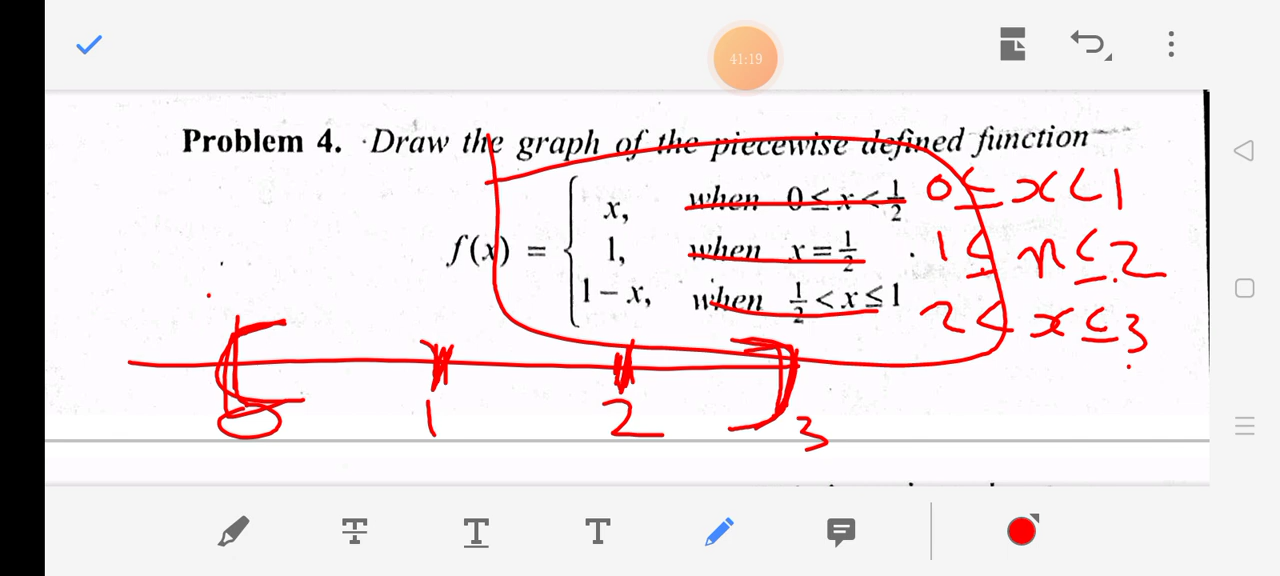 41:19
Problem 4. Draw the graph of the piecewise defined function
x, when 0 ≤ x < 1/2 0 ≤ x < 1
f(x) = { 1, when x = 1/2 1 ≤ x ≤ 2
1 − x, when 1/2 < x ≤ 1 2 < x ≤ 3
0 1 2 3
T T T